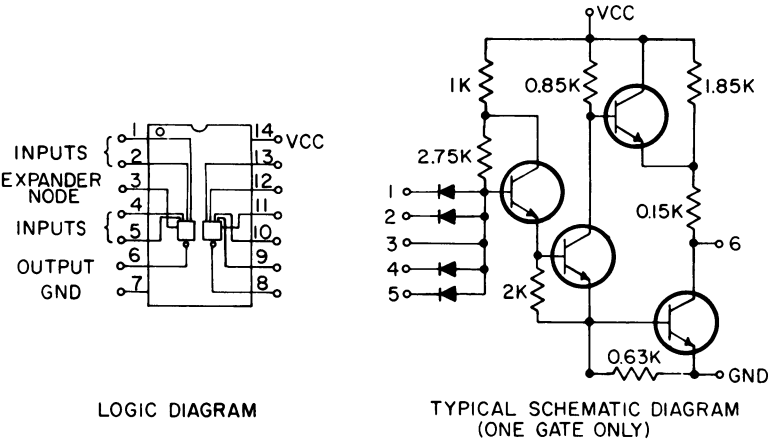 VCC
1K
0.85K
1.85K
1
14
VCC
INPUTS
2
13
2.75K
EXPANDER
NODE
3
12
1
4
11
2
0.15K
INPUTS
5
10
3
6
OUTPUT
6
9
4
GND
7
8
5
2K
0.63K
GND
LOGIC DIAGRAM
TYPICAL SCHEMATIC DIAGRAM
(ONE GATE ONLY)